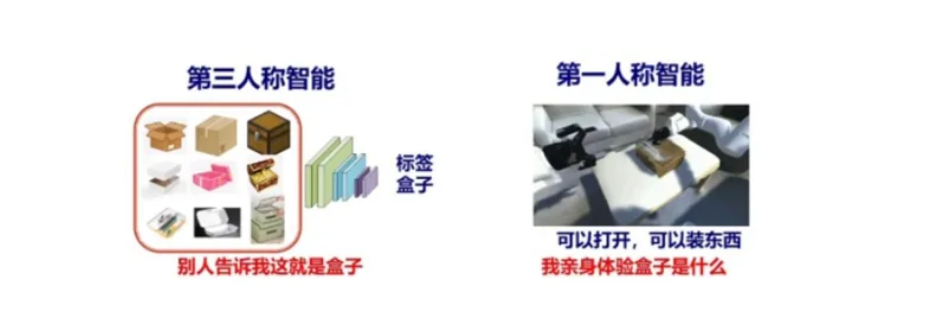 第三人称智能
标签
盒子
别人告诉我这就是盒子
第一人称智能
可以打开，可以装东西
我亲身体验盒子是什么